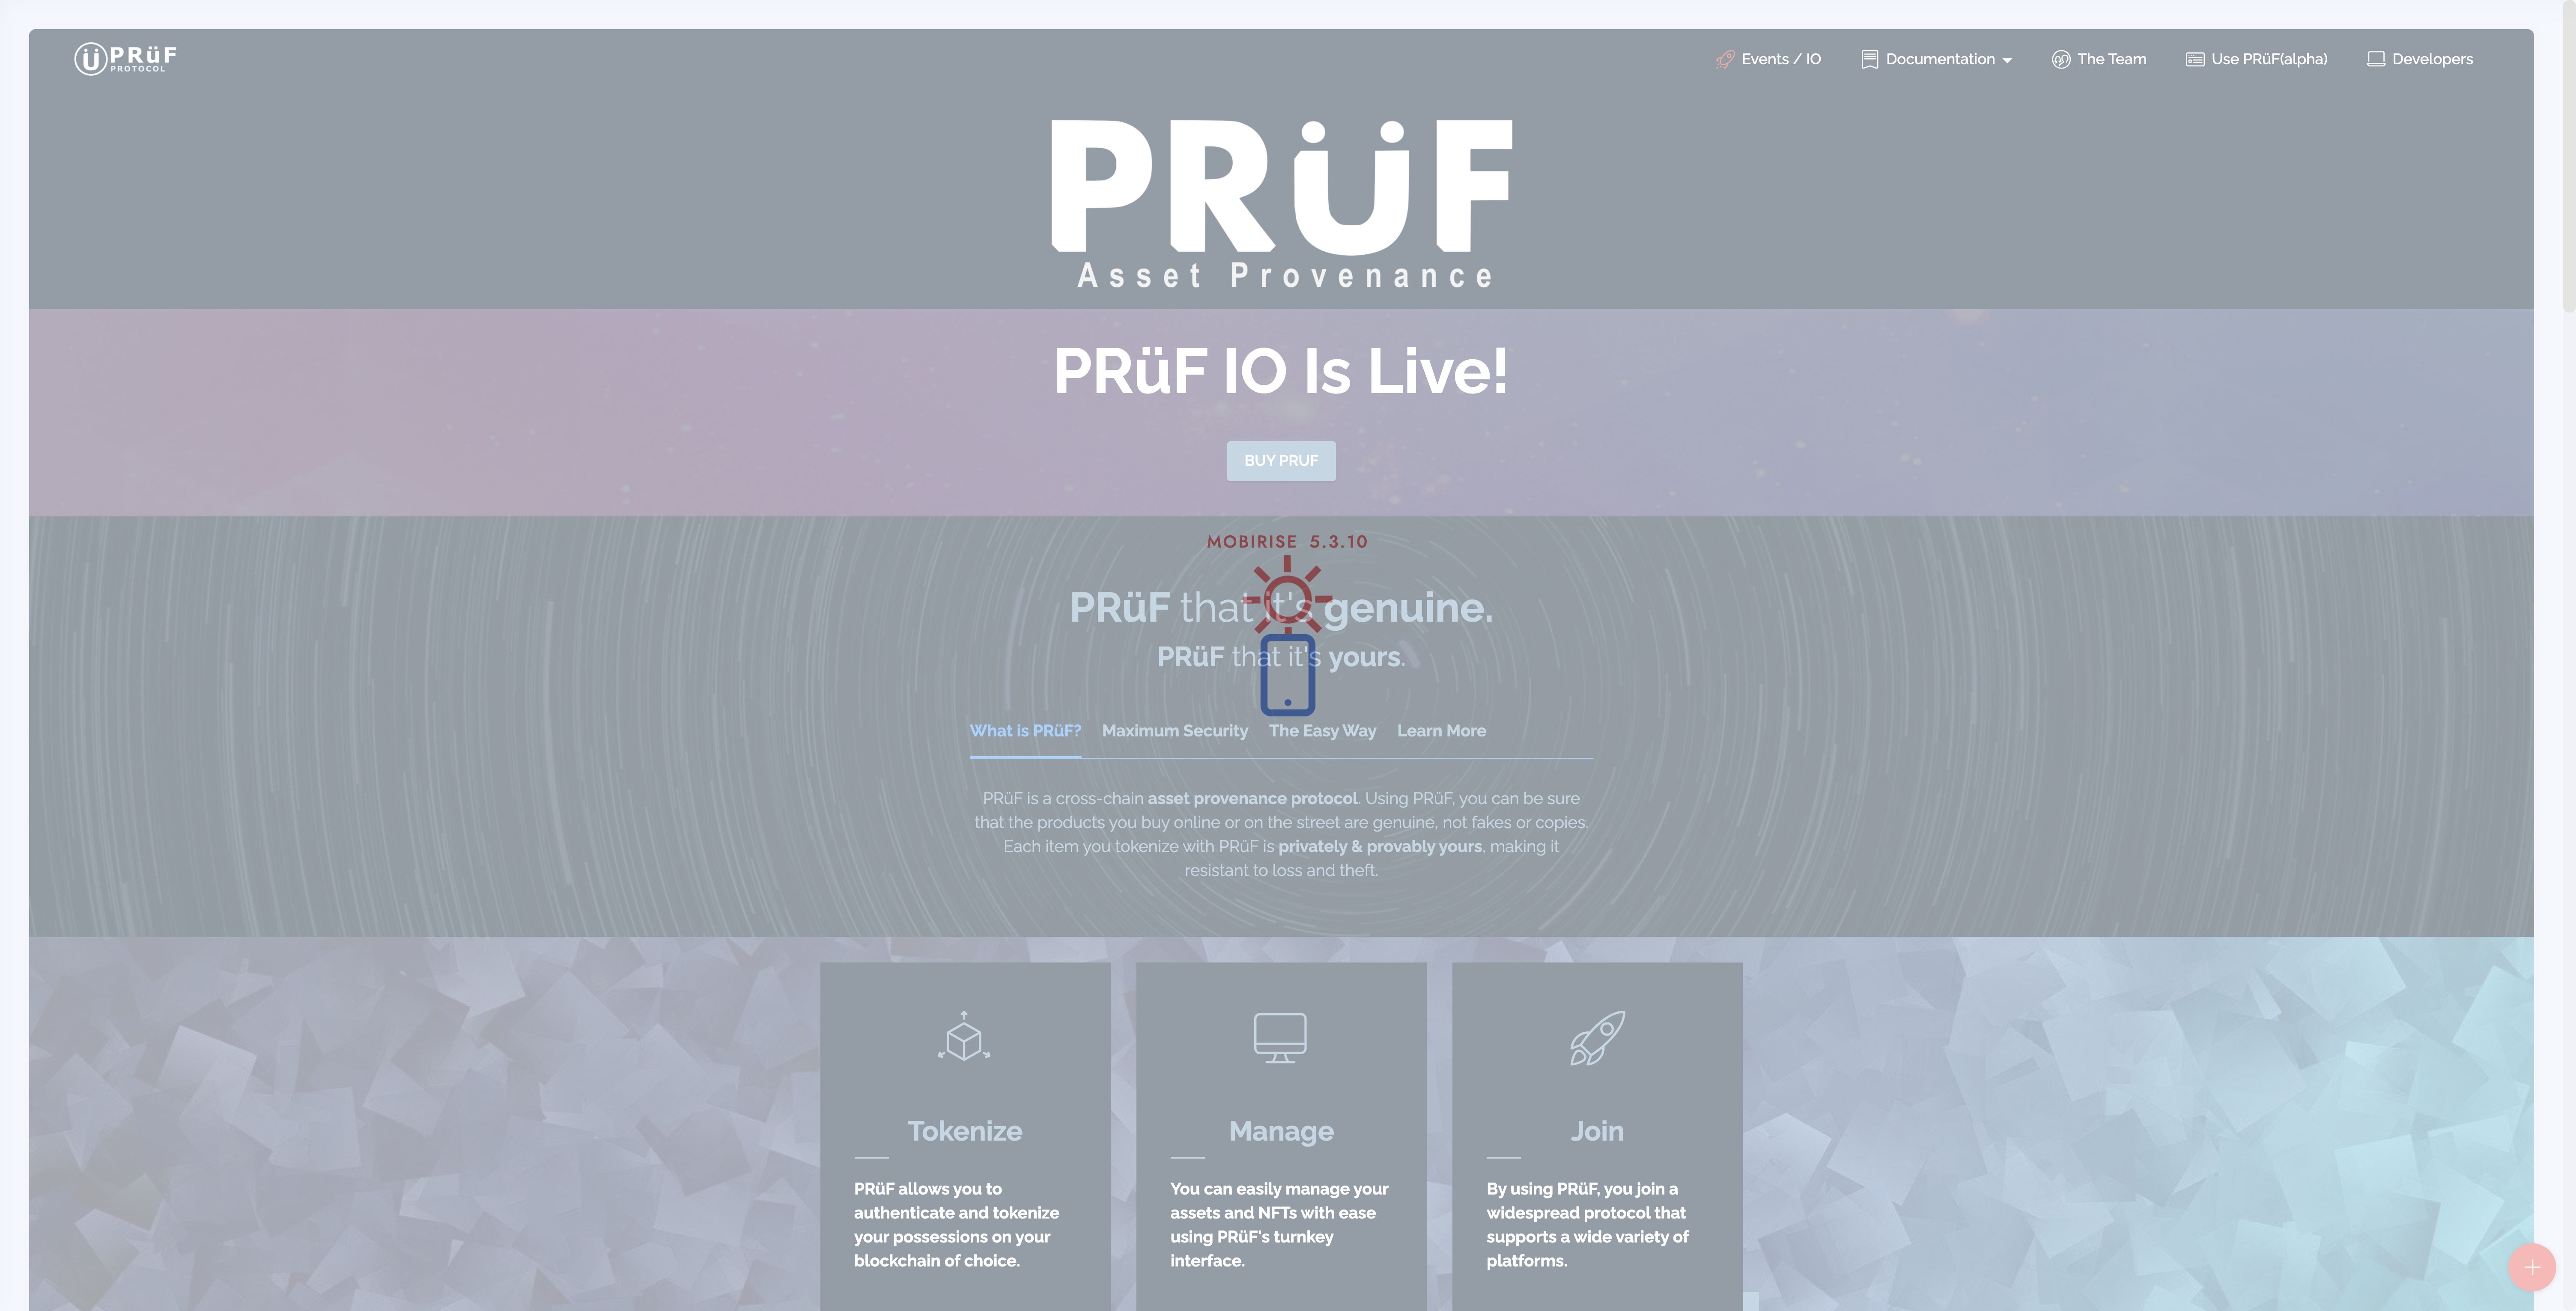 PRüF
PROTOCOL
Events / IO
Documentation
The Team
Use PRüF(alpha)
Developers
PRüF
Asset Provenance
PRüF IO Is Live!
BUY PRUF
MOBIRISE 5.3.10
PRüF that it's genuine.
PRüF that it's yours.
What is PRüF?
Maximum Security
The Easy Way
Learn More
PRüF is a cross-chain asset provenance protocol. Using PRüF, you can be sure
that the products you buy online or on the street are genuine, not fakes or copies.
Each item you tokenize with PRüF is privately & provably yours, making it
resistant to loss and theft.
Tokenize
PRüF allows you to
authenticate and tokenize
your possessions on your
blockchain of choice.
Manage
You can easily manage your
assets and NFTs with ease
using PRüF's turnkey
interface.
Join
By using PRüF, you join a
widespread protocol that
supports a wide variety of
platforms.